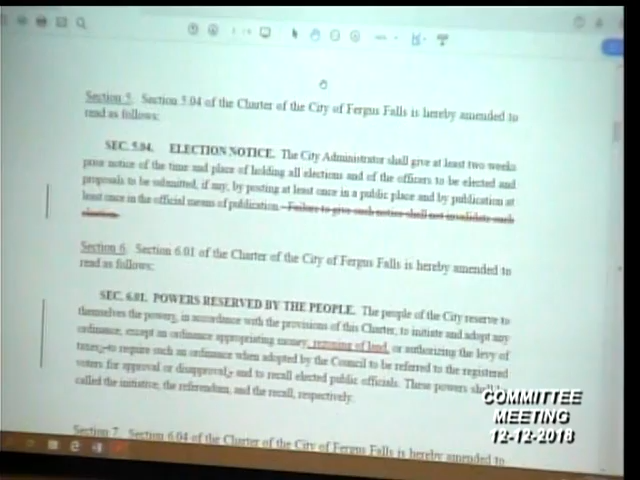 Section 5. Section 5.04 of the Charter of the City of Fergus Falls is hereby amended to
read as follows:
SEC. 5.04. ELECTION NOTICE. The City Administrator shall give at least two weeks
prior notice of the time and place of holding all elections and of the officers to be elected and
proposals to be submitted, if any, by posting at least once in a public place and by publication at
least once in the official means of publication. Failure to give such notice shall not invalidate such
election.
Section 6. Section 6.01 of the Charter of the City of Fergus Falls is hereby amended to
read as follows:
SEC. 6.01. POWERS RESERVED BY THE PEOPLE. The people of the City reserve to
themselves the powers, in accordance with the provisions of this Charter, to initiate and adopt any
ordinance, except an ordinance appropriating money, rezoning of land, or authorizing the levy of
taxes, to require such an ordinance when adopted by the Council to be referred to the registered
voters for approval or disapproval, and to recall elected public officials. These powers
called the initiative, the referendum, and the recall, respectively.
COMMITTEE
MEETING
12-12-2018
Section 7. Section 6.04 of the Charter of the City of Fergus Falls is hereby amended to